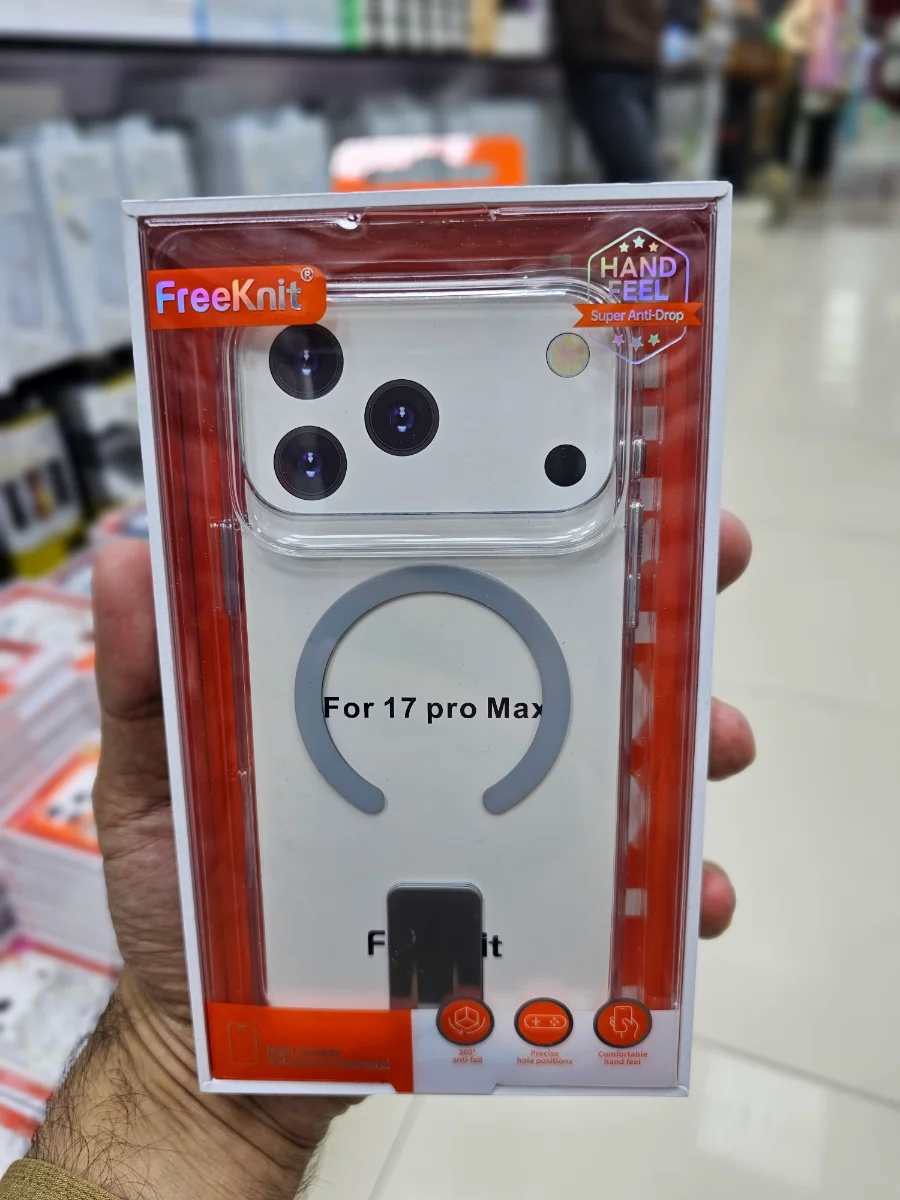 FreeKnit®
HAND
FEEL
Super Anti-Drop
For 17 pro Max
F it
360°
anti-fall
Precise
hole positions
Comfortable
hand feel